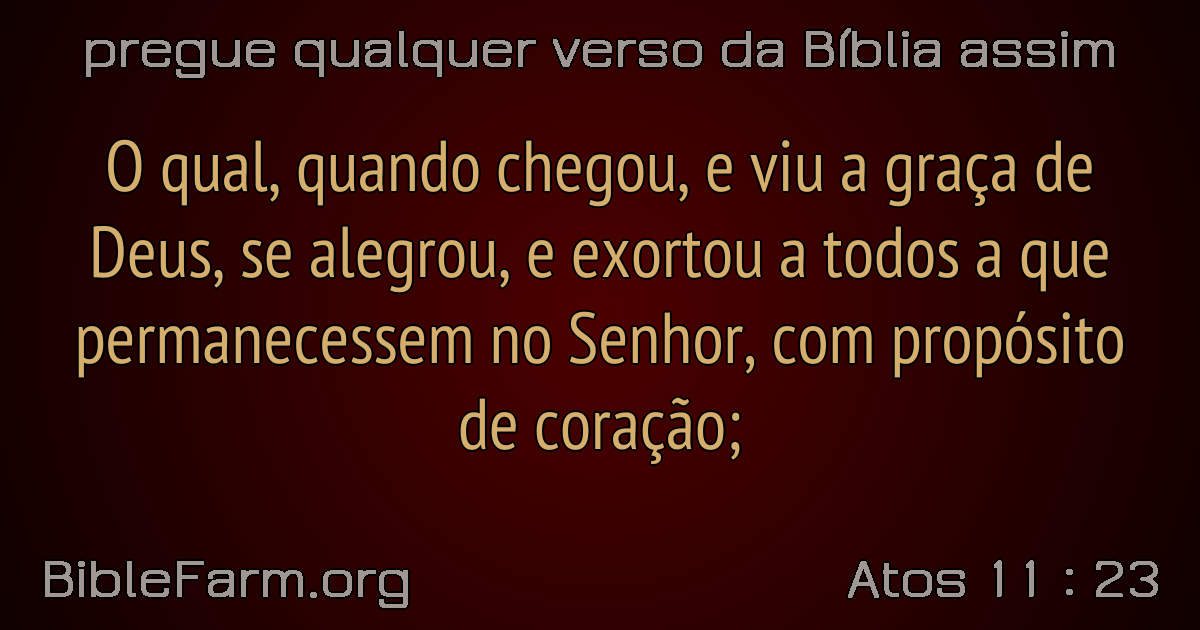 pregue qualquer verso da Bíblia assim
O qual, quando chegou, e viu a graça de
Deus, se alegrou, e exortou a todos a que
permanecessem no Senhor, com propósito
de coração;
BibleFarm.org
Atos 11 : 23